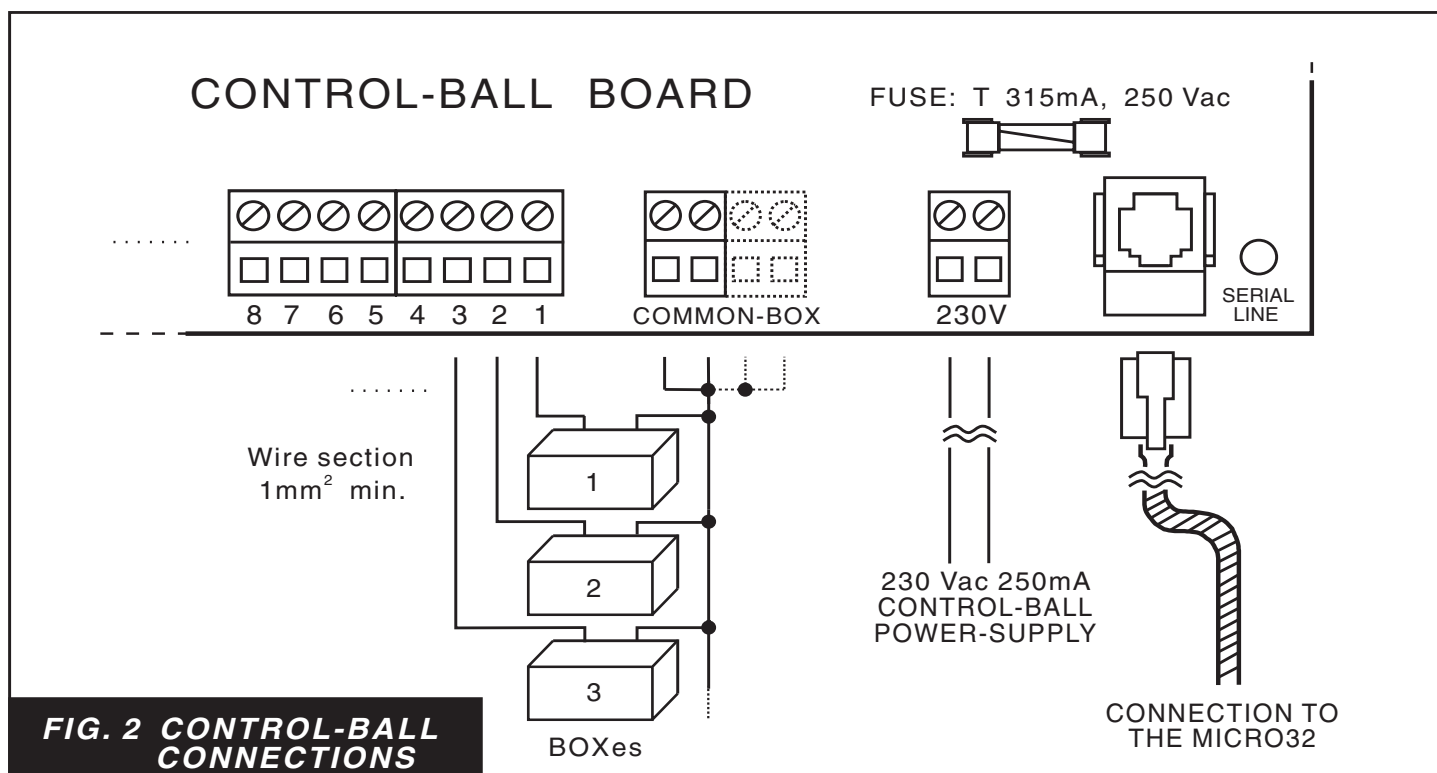 CONTROL-BALL BOARD
FUSE: T 315mA, 250 Vac
8 7 6 5 4 3 2 1
COMMON-BOX
230V
SERIAL
LINE
Wire section
1mm² min.
1
2
3
BOXes
230 Vac 250mA
CONTROL-BALL
POWER-SUPPLY
CONNECTION TO
THE MICRO32
FIG. 2 CONTROL-BALL
CONNECTIONS